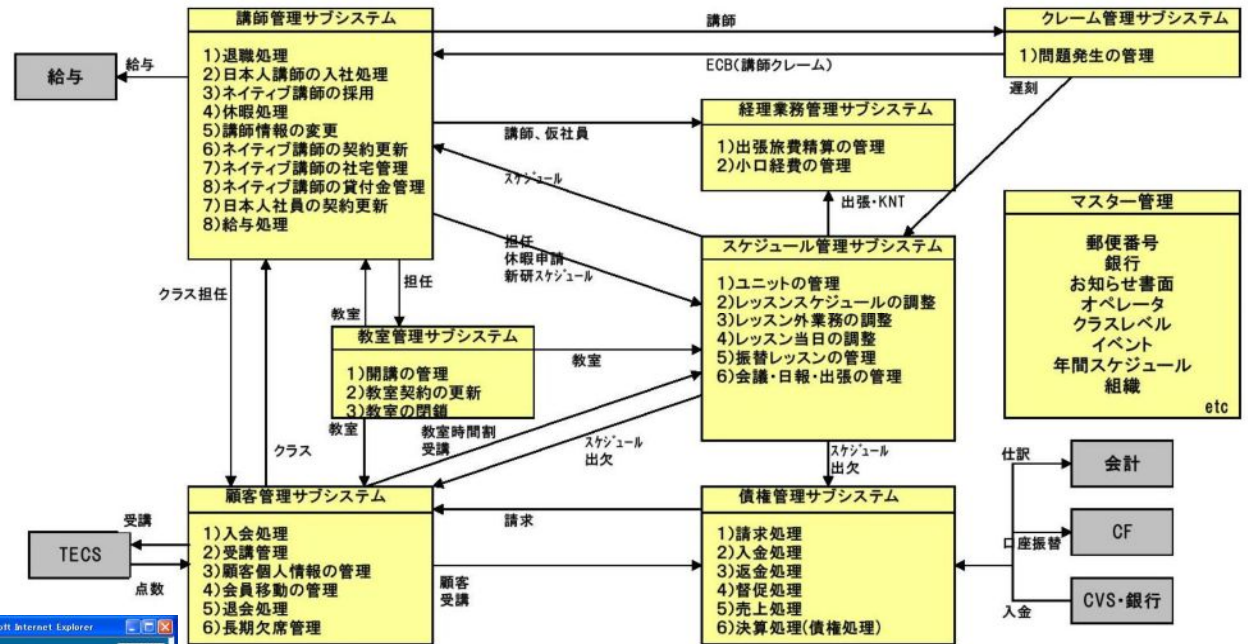 講師管理サブシステム
1)退職処理
2)日本人講師の入社処理
3)ネイティブ講師の採用
4)休暇処理
5)講師情報の変更
6)ネイティブ講師の契約更新
7)ネイティブ講師の社宅管理
8)ネイティブ講師の貸付金管理
7)日本人社員の契約更新
8)給与処理
給与
給与
講師
ECB(講師クレーム)
クレーム管理サブシステム
1)問題発生の管理
遅刻
講師、仮社員
経理業務管理サブシステム
1)出張旅費精算の管理
2)小口経費の管理
スケジュール
出張・KNT
担任
休暇申請
新研スケジュール
スケジュール管理サブシステム
1)ユニットの管理
2)レッスンスケジュールの調整
3)レッスン外業務の調整
4)レッスン当日の調整
5)振替レッスンの管理
6)会議・日報・出張の管理
マスター管理
郵便番号
銀行
お知らせ書面
オペレータ
クラスレベル
イベント
年間スケジュール
組織
etc
クラス担任
クラス
教室
担任
教室管理サブシステム
1)開講の管理
2)教室契約の更新
3)教室の閉鎖
教室
教室
教室時間割
受講
スケジュール
出欠
スケジュール
出欠
顧客管理サブシステム
1)入会処理
2)受講管理
3)顧客個人情報の管理
4)会員移動の管理
5)退会処理
6)長期欠席管理
TECS
受講
点数
請求
顧客
受講
債権管理サブシステム
1)請求処理
2)入金処理
3)返金処理
4)督促処理
5)売上処理
6)決算処理(債権処理)
仕訳
会計
口座振替
CF
入金
CVS・銀行
oft Internet Explorer